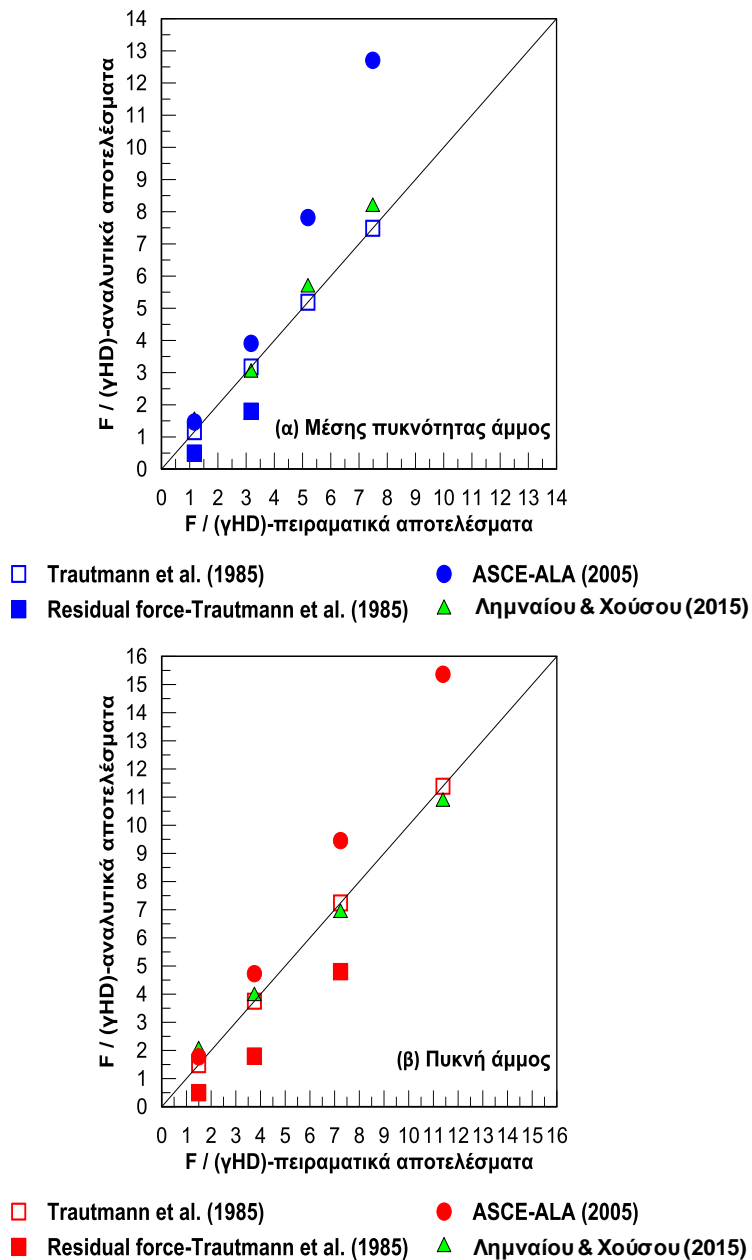 14
13
12
11
10
9
8
7
6
5
4
3
2
1
0
F / (γHD)-αναλυτικά αποτελέσματα
(α) Μέσης πυκνότητας άμμος
0 1 2 3 4 5 6 7 8 9 10 11 12 13 14
F / (γHD)-πειραματικά αποτελέσματα
Trautmann et al. (1985)
ASCE-ALA (2005)
Residual force-Trautmann et al. (1985)
Λημναίου & Χούσου (2015)
16
15
14
13
12
11
10
9
8
7
6
5
4
3
2
1
0
F / (γHD)-αναλυτικά αποτελέσματα
(β) Πυκνή άμμος
0 1 2 3 4 5 6 7 8 9 10 11 12 13 14 15 16
F / (γHD)-πειραματικά αποτελέσματα
Trautmann et al. (1985)
ASCE-ALA (2005)
Residual force-Trautmann et al. (1985)
Λημναίου & Χούσου (2015)